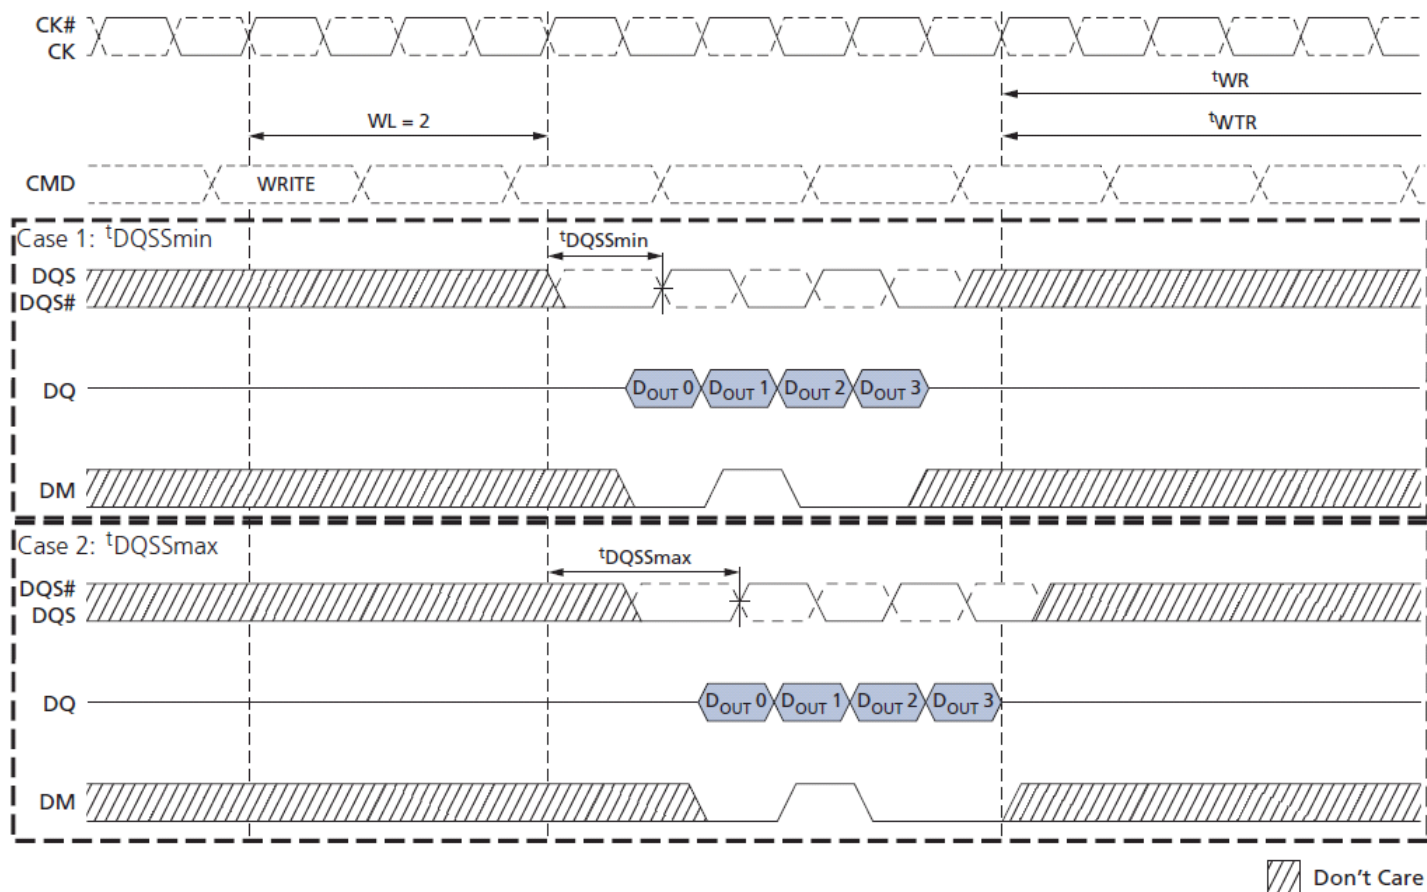 CK#
CK
tWR
WL = 2
tWTR
CMD
WRITE
Case 1: tDQSSmin
tDQSSmin
DQS
DQS#
DQ
DOUT 0 DOUT 1 DOUT 2 DOUT 3
DM
Case 2: tDQSSmax
tDQSSmax
DQS#
DQS
DQ
DOUT 0 DOUT 1 DOUT 2 DOUT 3
DM
Don't Care